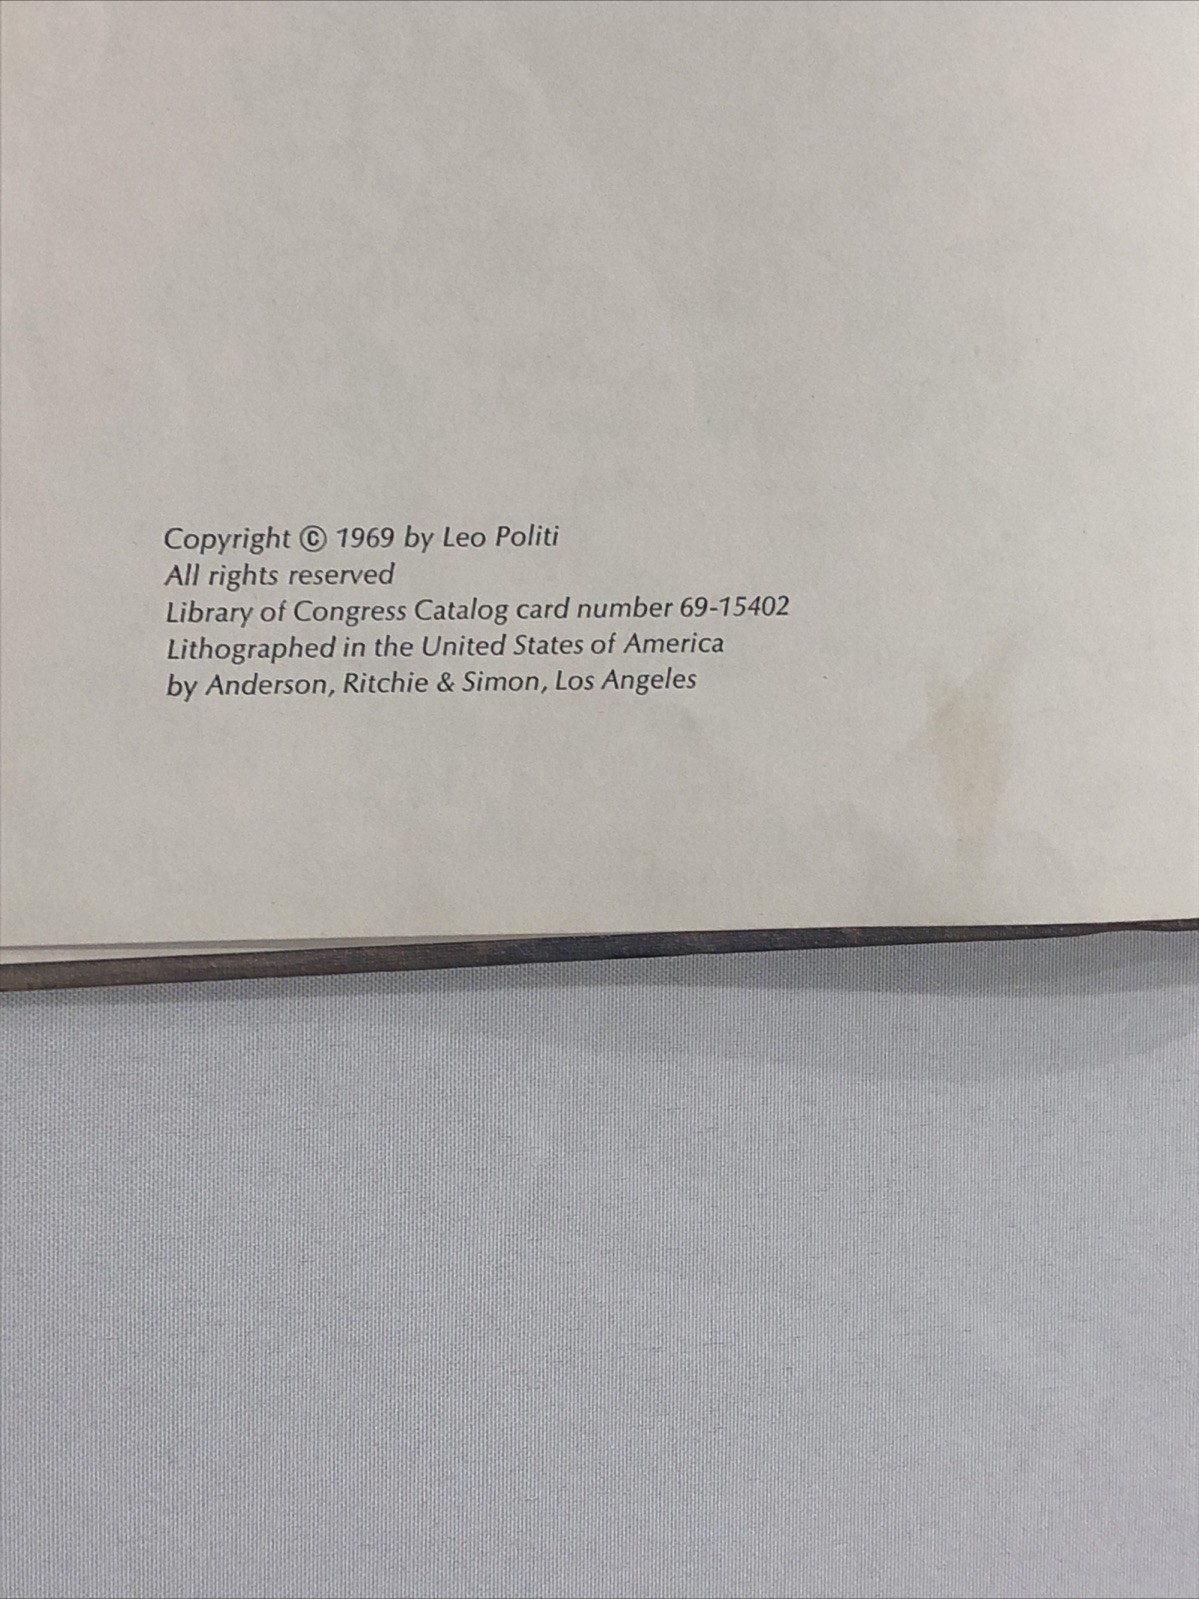 Copyright © 1969 by Leo Politi
All rights reserved
Library of Congress Catalog card number 69-15402
Lithographed in the United States of America
by Anderson, Ritchie & Simon, Los Angeles